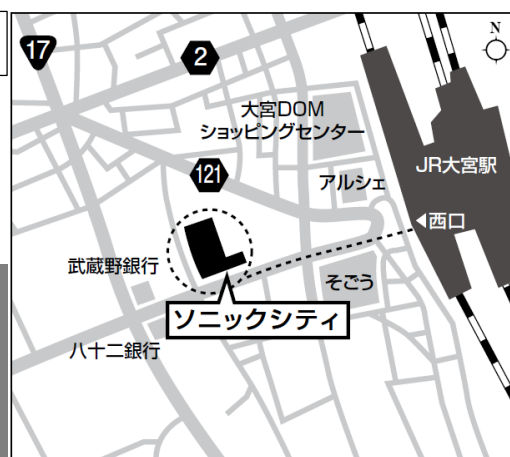 17
2
N
大宮DOM
ショッピングセンター
121
アルシェ
JR大宮駅
西口
武蔵野銀行
そごう
ソニックシティ
八十二銀行